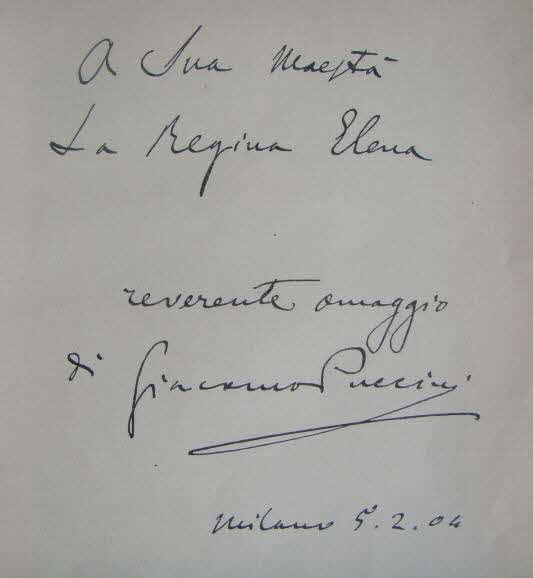 A Sua Maestà
La Regina Elena
reverente omaggio
di Giacomo Puccini
Milano 5.2.04